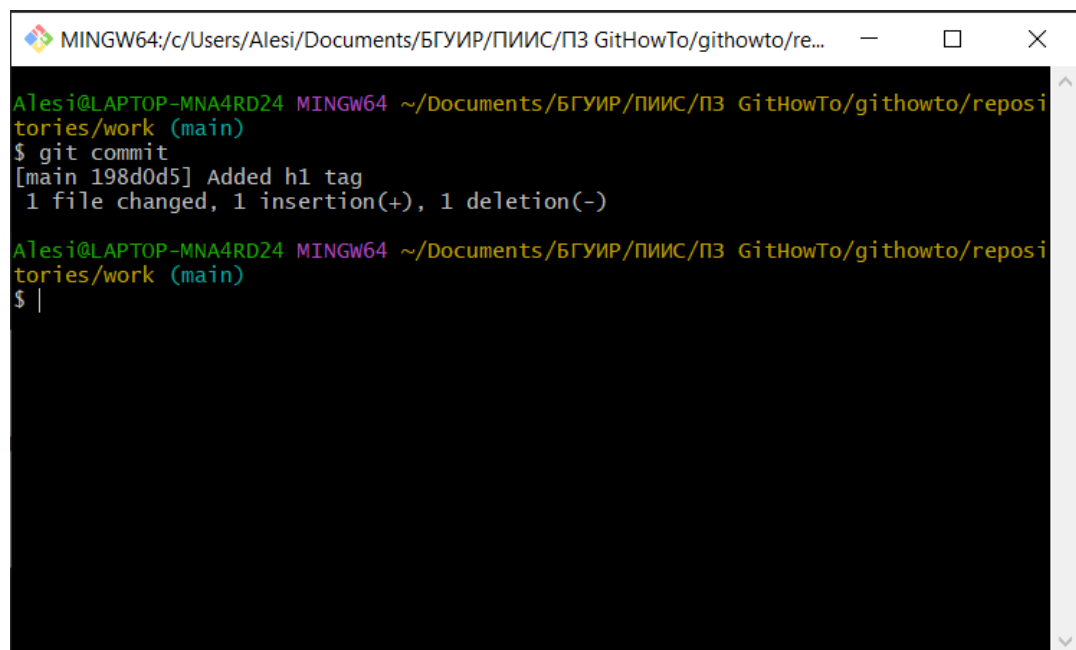 MINGW64:/c/Users/Alesi/Documents/БГУИР/ПИИС/ПЗ GitHowTo/githowto/re...
Alesi@LAPTOP-MNA4RD24 MINGW64 ~/Documents/БГУИР/ПИИС/ПЗ GitHowTo/githowto/reposi
tories/work (main)
$ git commit
[main 198d0d5] Added h1 tag
 1 file changed, 1 insertion(+), 1 deletion(-)
Alesi@LAPTOP-MNA4RD24 MINGW64 ~/Documents/БГУИР/ПИИС/ПЗ GitHowTo/githowto/reposi
tories/work (main)
$